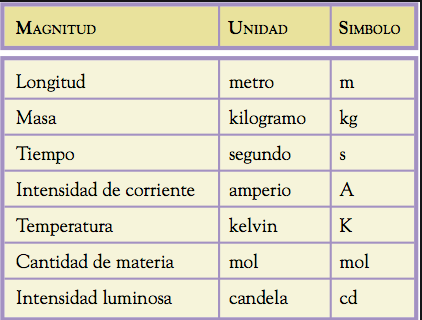 Magnitud Unidad Simbolo
Longitud metro m
Masa kilogramo kg
Tiempo segundo s
Intensidad de corriente amperio A
Temperatura kelvin K
Cantidad de materia mol mol
Intensidad luminosa candela cd